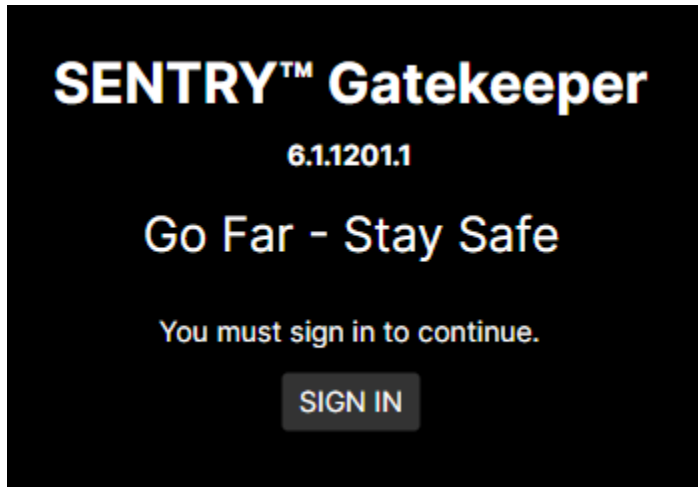 SENTRY™ Gatekeeper
6.1.1201.1
Go Far - Stay Safe
You must sign in to continue.
SIGN IN